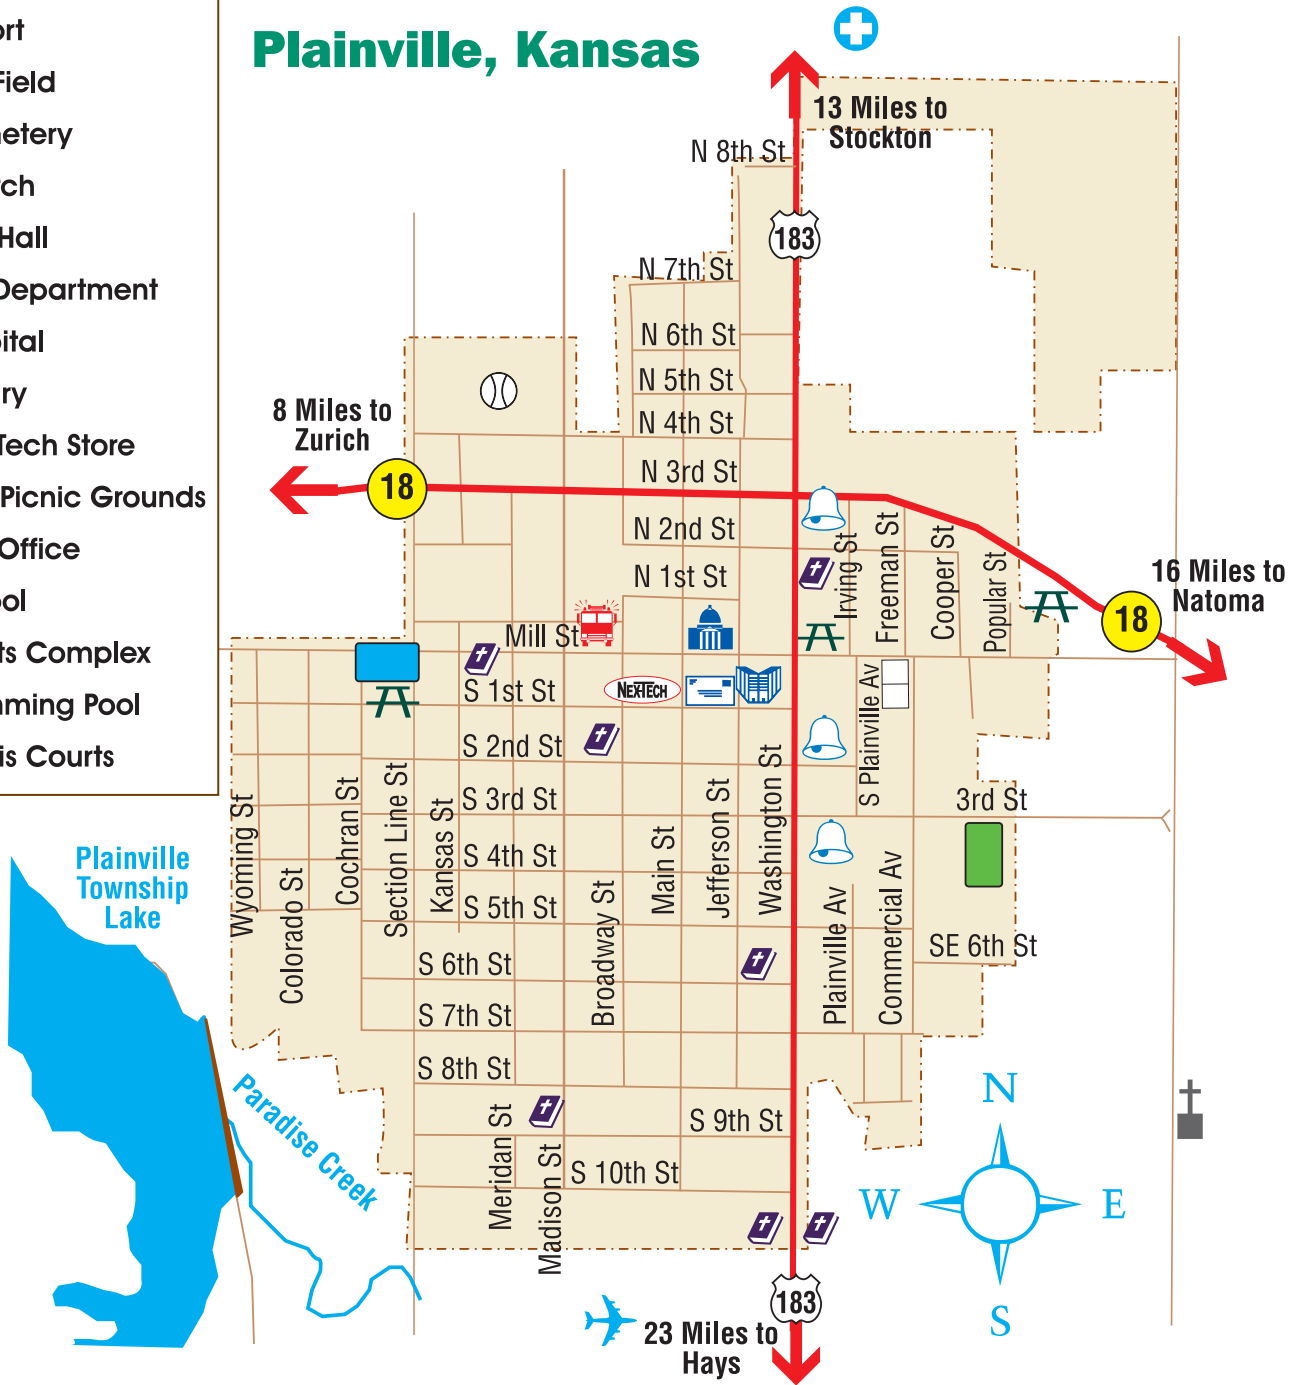 Plainville, Kansas
ort
Field
netery
rch
Hall
Department
pital
ry
Tech Store
Picnic Grounds
Office
ool
ts Complex
nming Pool
is Courts
13 Miles to
Stockton
N 8th St
183
N 7th St
N 6th St
N 5th St
N 4th St
8 Miles to
Zurich
18
N 3rd St
N 2nd St
N 1st St
Irving St
Freeman St
Cooper St
Popular St
16 Miles to
Natoma
18
Mill St
S 1st St
NEX-TECH
S 2nd St
S Plainville Av
S 3rd St
3rd St
S 4th St
S 5th St
Wyoming St
Colorado St
Cochran St
Section Line St
Kansas St
Broadway St
Main St
Jefferson St
Washington St
Plainville Av
Commercial Av
SE 6th St
S 6th St
S 7th St
S 8th St
S 9th St
S 10th St
Meridan St
Madison St
Plainville
Township
Lake
Paradise Creek
N
W
E
S
183
23 Miles to
Hays